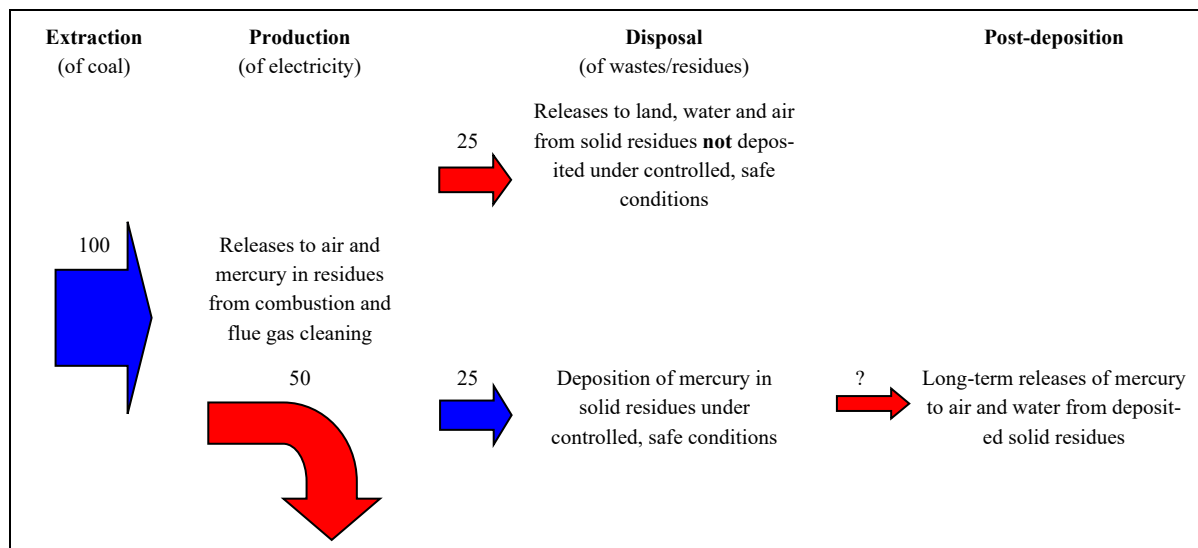 Extraction
(of coal)
Production
(of electricity)
Disposal
(of wastes/residues)
Post-deposition
25
Releases to land, water and air
from solid residues not depos-
ited under controlled, safe
conditions
100
Releases to air and
mercury in residues
from combustion and
flue gas cleaning
50
25
Deposition of mercury in
solid residues under
controlled, safe conditions
?
Long-term releases of mercury
to air and water from deposit-
ed solid residues